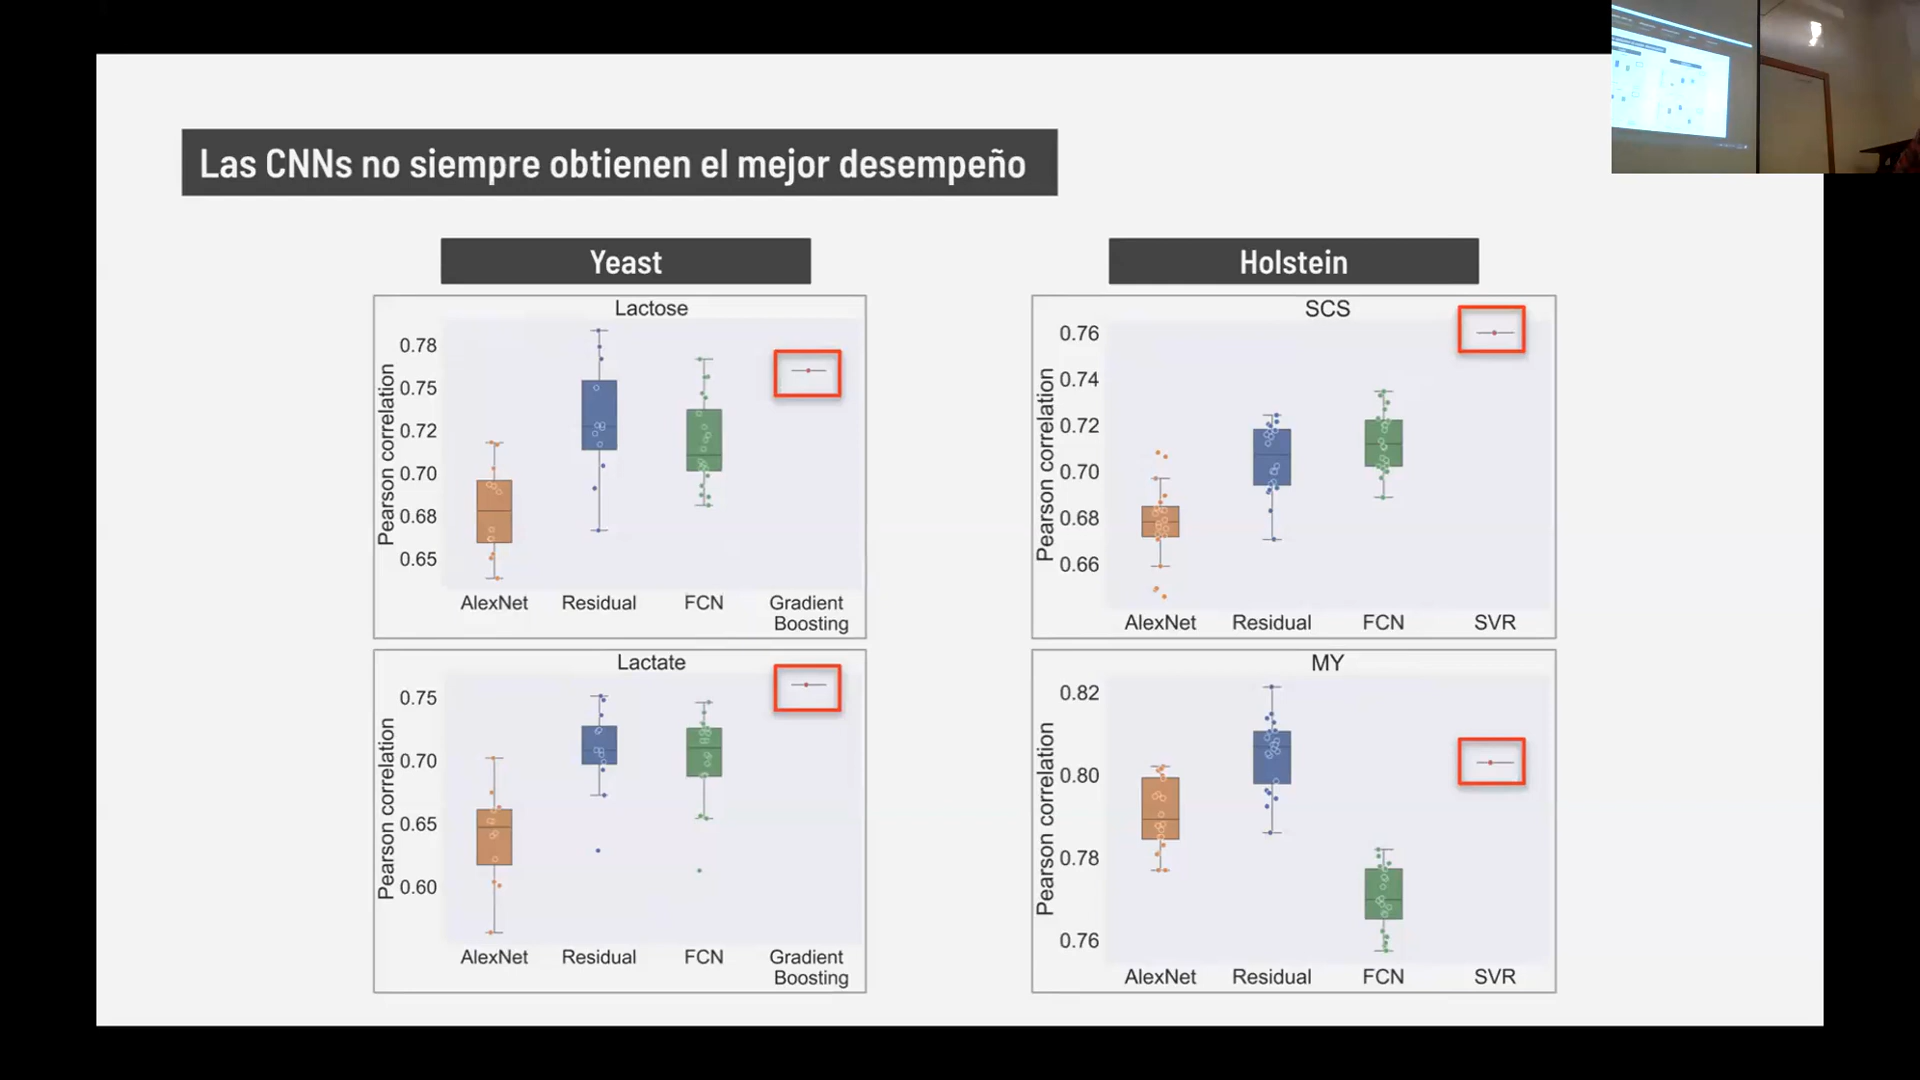 Las CNNs no siempre obtienen el mejor desempeño
Yeast
Lactose
Pearson correlation
0.78
0.75
0.72
0.70
0.68
0.65
AlexNet
Residual
FCN
Gradient
Boosting
Lactate
Pearson correlation
0.75
0.70
0.65
0.60
AlexNet
Residual
FCN
Gradient
Boosting
Holstein
SCS
Pearson correlation
0.76
0.74
0.72
0.70
0.68
0.66
AlexNet
Residual
FCN
SVR
MY
Pearson correlation
0.82
0.80
0.78
0.76
AlexNet
Residual
FCN
SVR